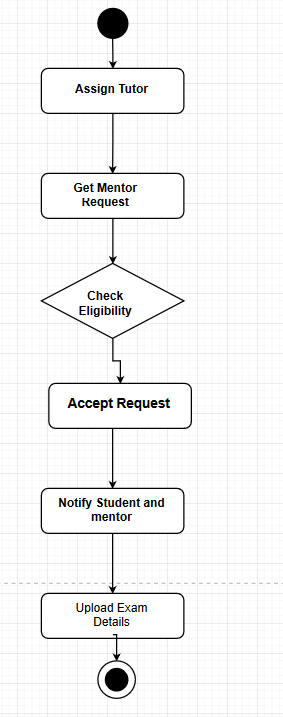 Assign Tutor
Get Mentor
Request
Check
Eligibility
Accept Request
Notify Student and
mentor
Upload Exam
Details